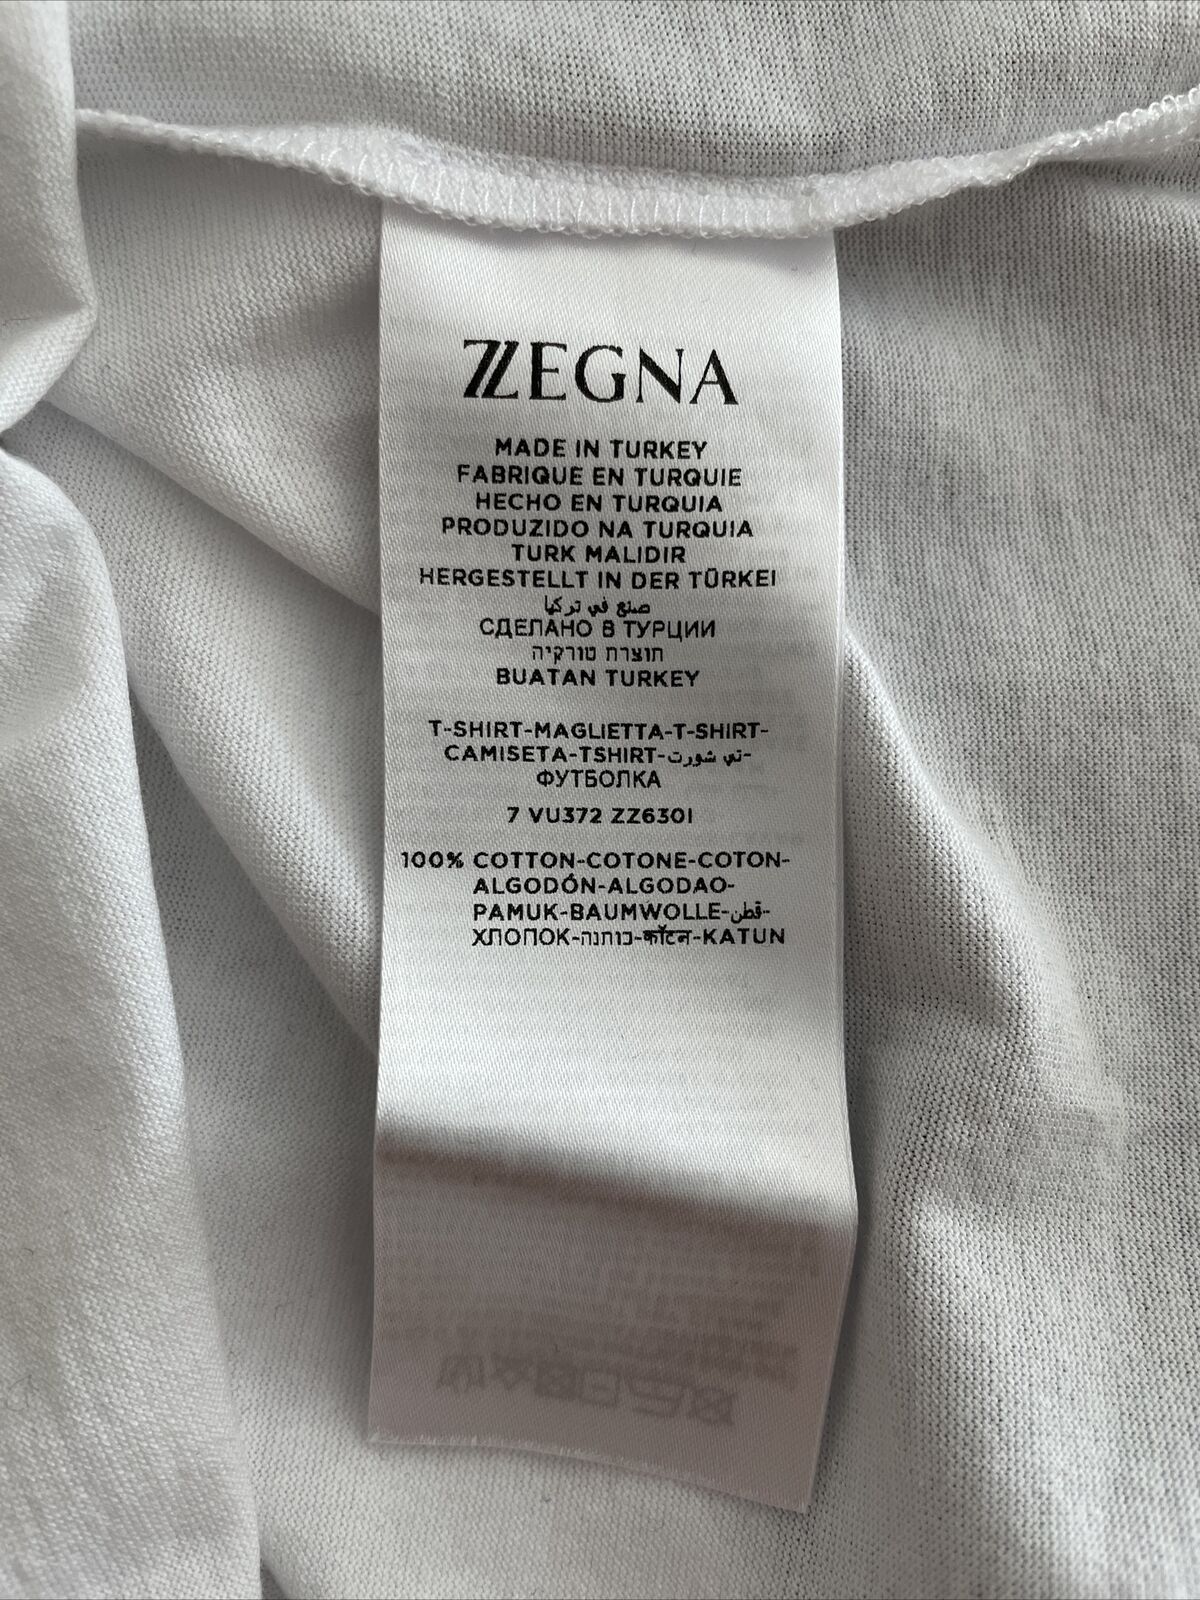 ZEGNA
MADE IN TURKEY
FABRIQUE EN TURQUIE
HECHO EN TURQUIA
PRODUZIDO NA TURQUIA
TURK MALIDIR
HERGESTELLT IN DER TÜRKEI
صنع في تركيا
СДЕЛАНО В ТУРЦИИ
תוצרת טורקיה
BUATAN TURKEY
T-SHIRT-MAGLIETTA-T-SHIRT-
CAMISETA-TSHIRT-تي شورت-
ФУТБОЛКА
7 VU372 ZZ630I
100% COTTON-COTONE-COTON-
ALGODÓN-ALGODAO-
PAMUK-BAUMWOLLE-قطن-
ХЛОПОК-כותנה-कॉटन-KATUN